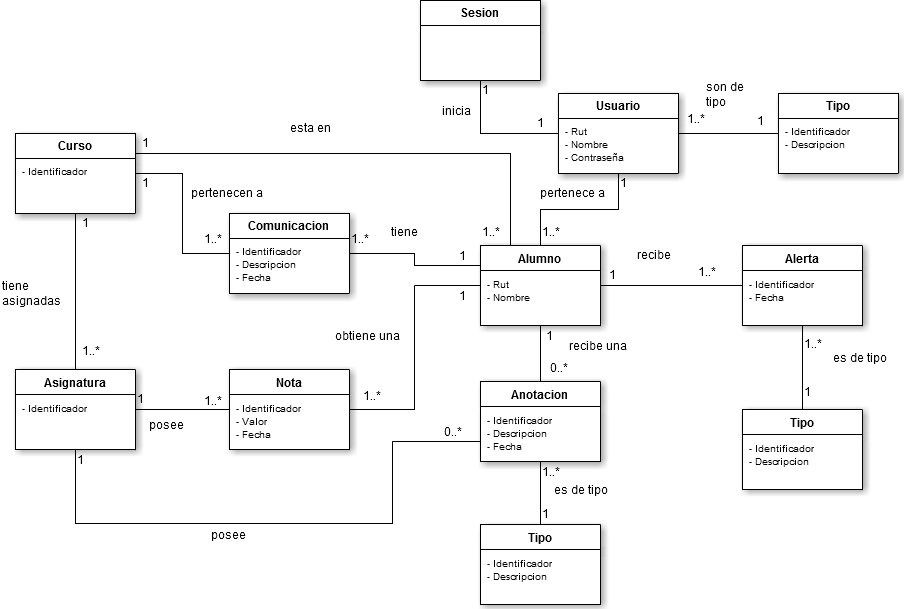 Sesion
1
inicia
1
Usuario
- Rut
- Nombre
- Contraseña
son de
tipo
1..*
1
Tipo
- Identificador
- Descripcion
Curso
- Identificador
1
esta en
1..*
1
pertenecen a
1..*
Comunicacion
- Identificador
- Descripcion
- Fecha
1..*
tiene
1
1
pertenece a
1..*
Alumno
- Rut
- Nombre
recibe
1
1..*
Alerta
- Identificador
- Fecha
1
tiene
asignadas
1..*
1
obtiene una
1..*
1
recibe una
0..*
1..*
es de tipo
1
Asignatura
- Identificador
1
posee
1..*
Nota
- Identificador
- Valor
- Fecha
Anotacion
- Identificador
- Descripcion
- Fecha
Tipo
- Identificador
- Descripcion
0..*
1
posee
1..*
es de tipo
1
Tipo
- Identificador
- Descripcion